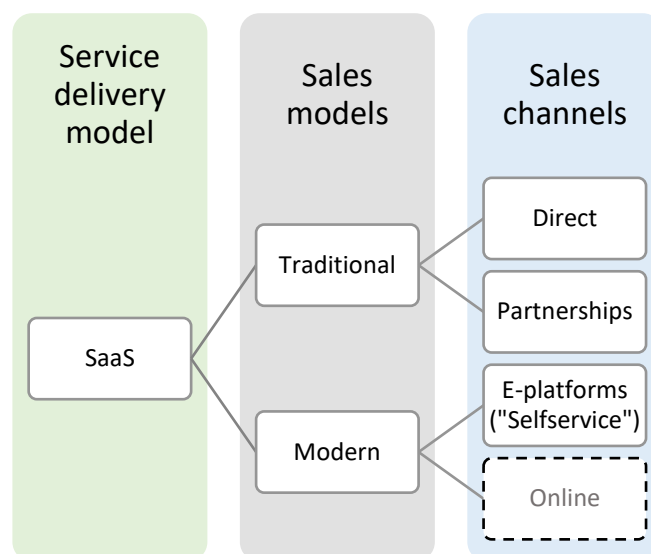 Service
delivery
model
Sales
models
Sales
channels
SaaS
Traditional
Modern
Direct
Partnerships
E-platforms
("Selfservice")
Online